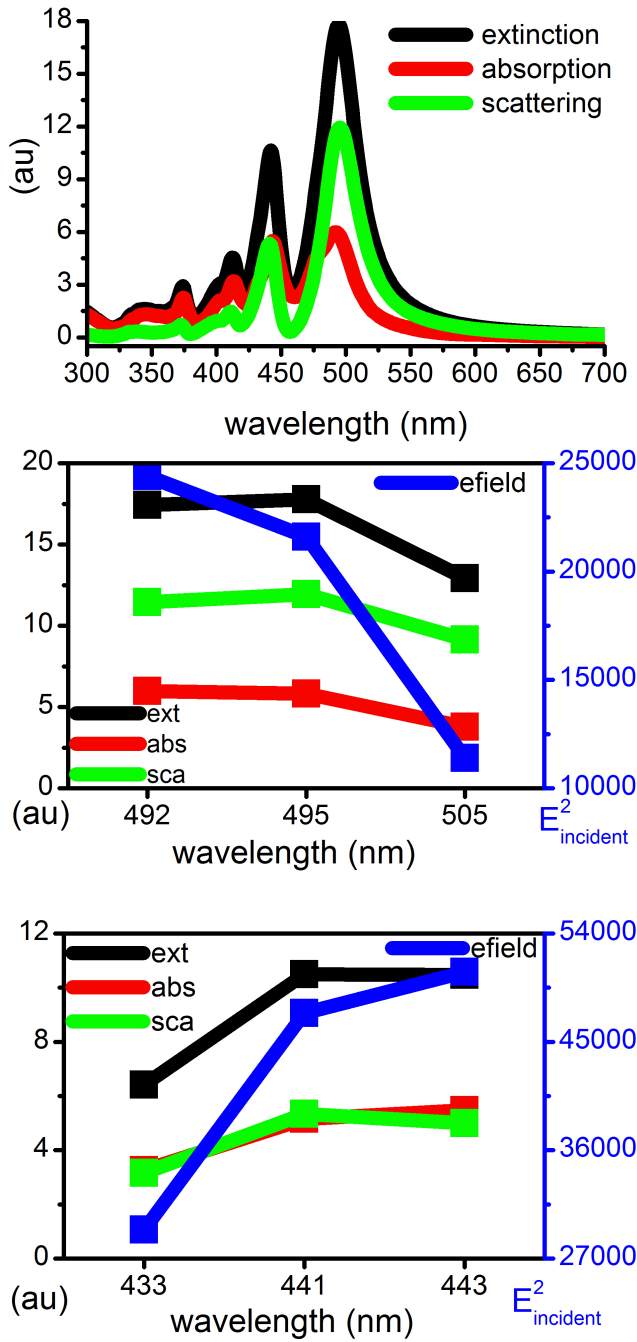 18
15
12
9
6
3
0
(au)
extinction
absorption
scattering
300 350 400 450 500 550 600 650 700
wavelength (nm)
20
15
10
5
0
25000
20000
15000
10000
efield
ext
abs
sca
(au) 492 495 505 E²incident
wavelength (nm)
12
8
4
0
54000
45000
36000
27000
ext
abs
sca
efield
433 441 443
(au) wavelength (nm) E²incident